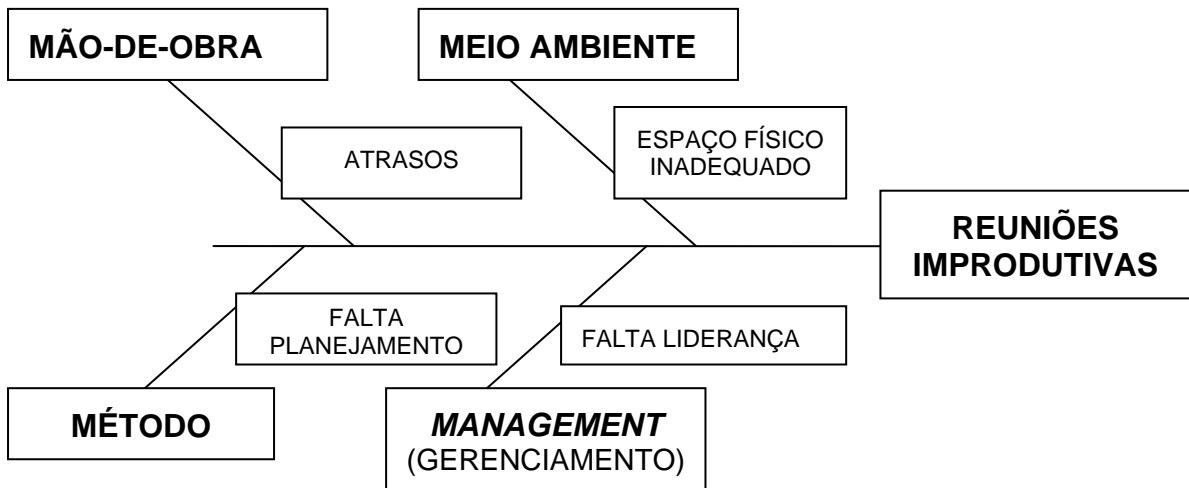 MÃO-DE-OBRA
MEIO AMBIENTE
ATRASOS
ESPAÇO FÍSICO
INADEQUADO
REUNIÕES
IMPRODUTIVAS
FALTA
PLANEJAMENTO
FALTA LIDERANÇA
MÉTODO
MANAGEMENT
(GERENCIAMENTO)